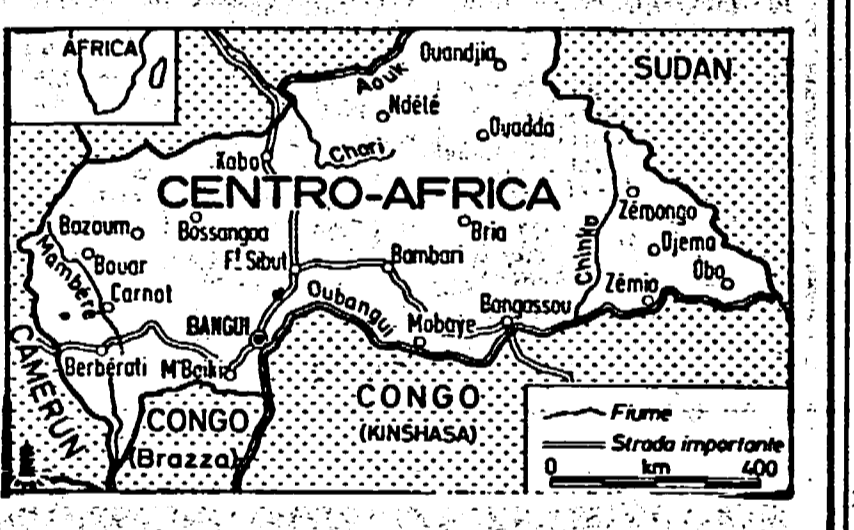 AFRICA
Ouandjia
SUDAN
Aouk
Ndélé
Ouadda
Chari
Kabo
CENTRO-AFRICA
Zémongo
Bazoum
Bossangoa
Bria
Djema
Mambéré
Bouar
Ft Sibut
Bambari
Chinko
Obo
Carnot
Oubangui
Zémio
BANGUI
Mobaye
Bangassou
CAMERUN
Berbérati
M'Baiki
CONGO
(Brazza)
CONGO
(KINSHASA)
Fiume
Strada importante
0 km 400